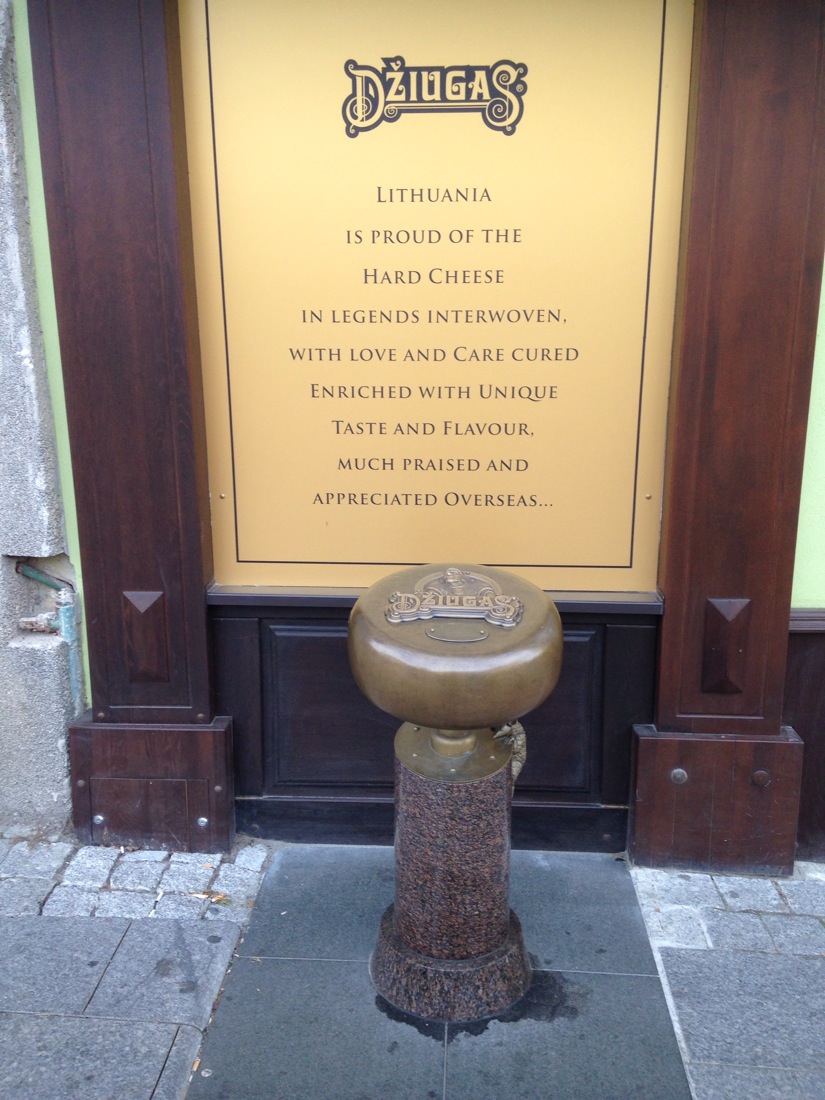 DŽIUGAS®
LITHUANIA
IS PROUD OF THE
HARD CHEESE
IN LEGENDS INTERWOVEN,
WITH LOVE AND CARE CURED
ENRICHED WITH UNIQUE
TASTE AND FLAVOUR,
MUCH PRAISED AND
APPRECIATED OVERSEAS...
DŽIUGAS